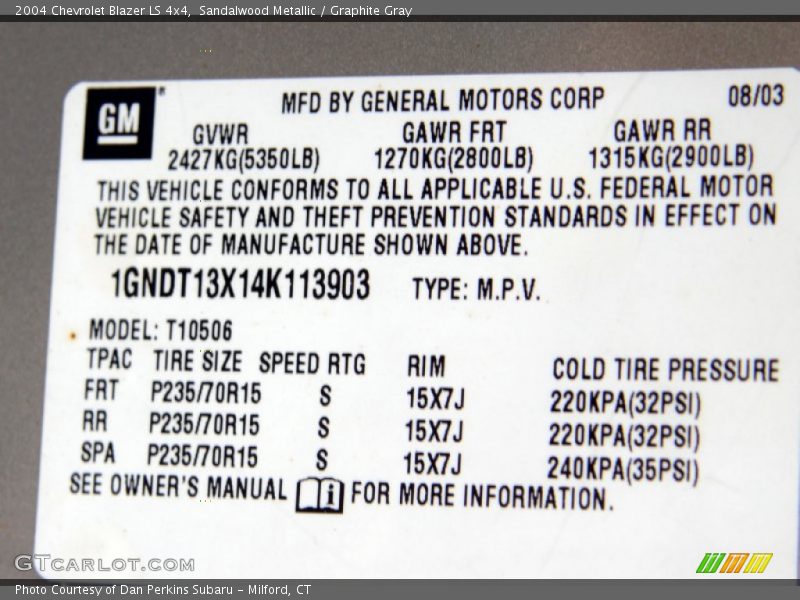 2004 Chevrolet Blazer LS 4x4, Sandalwood Metallic / Graphite Gray
GM ® MFD BY GENERAL MOTORS CORP 08/03
GVWR GAWR FRT GAWR RR
2427KG(5350LB) 1270KG(2800LB) 1315KG(2900LB)
THIS VEHICLE CONFORMS TO ALL APPLICABLE U.S. FEDERAL MOTOR
VEHICLE SAFETY AND THEFT PREVENTION STANDARDS IN EFFECT ON
THE DATE OF MANUFACTURE SHOWN ABOVE.
1GNDT13X14K113903 TYPE: M.P.V.
MODEL: T10506
TPAC TIRE SIZE SPEED RTG RIM COLD TIRE PRESSURE
FRT P235/70R15 S 15X7J 220KPA(32PSI)
RR P235/70R15 S 15X7J 220KPA(32PSI)
SPA P235/70R15 S 15X7J 240KPA(35PSI)
SEE OWNER'S MANUAL i FOR MORE INFORMATION.
GTCARLOT.COM
Photo Courtesy of Dan Perkins Subaru - Milford, CT